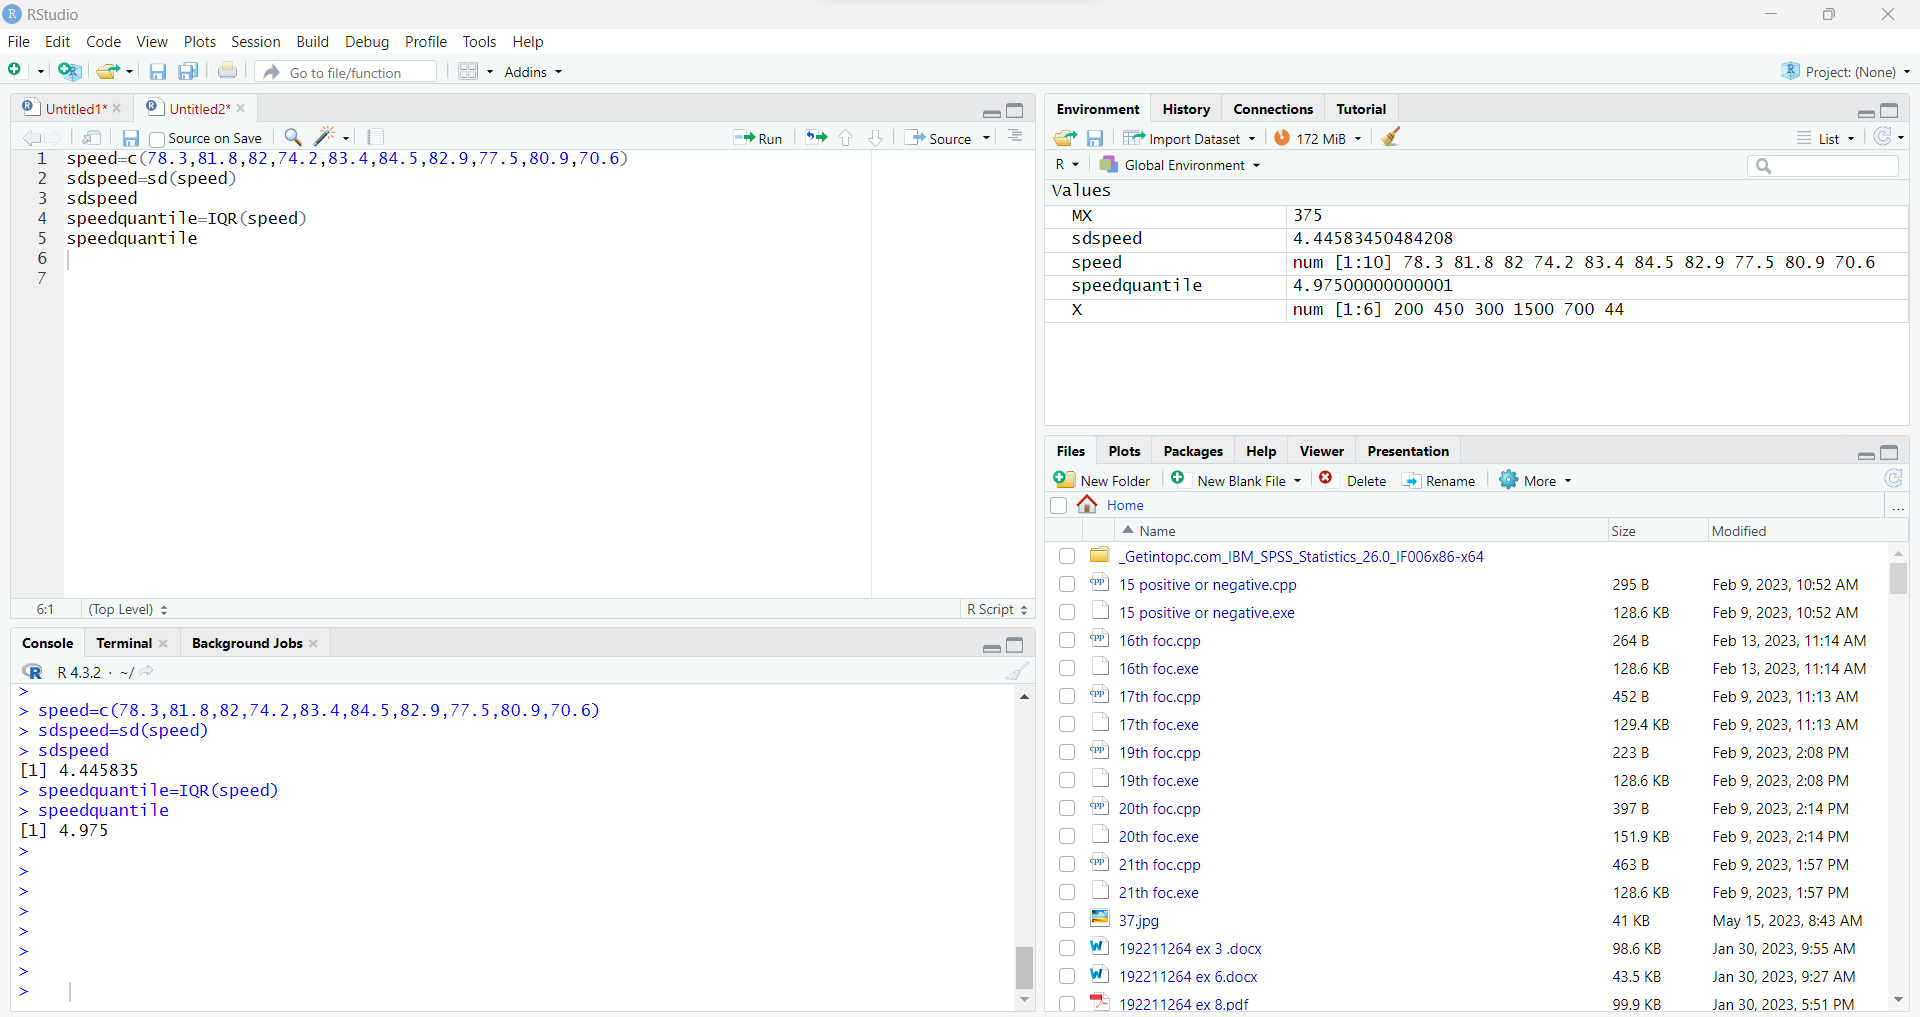 RStudio
File Edit Code View Plots Session Build Debug Profile Tools Help
Go to file/function Addins Project: (None)
Untitled1* Untitled2*
Source on Save Run Source
1 speed=c(78.3,81.8,82,74.2,83.4,84.5,82.9,77.5,80.9,70.6)
2 sdspeed=sd(speed)
3 sdspeed
4 speedquantile=IQR(speed)
5 speedquantile
6
7
6:1 (Top Level) R Script
Console Terminal Background Jobs
R 4.3.2 · ~/
>
> speed=c(78.3,81.8,82,74.2,83.4,84.5,82.9,77.5,80.9,70.6)
> sdspeed=sd(speed)
> sdspeed
[1] 4.445835
> speedquantile=IQR(speed)
> speedquantile
[1] 4.975
>
>
>
>
>
>
>
>
Environment History Connections Tutorial
Import Dataset 172 MiB List
R Global Environment
Values
MX 375
sdspeed 4.44583450484208
speed num [1:10] 78.3 81.8 82 74.2 83.4 84.5 82.9 77.5 80.9 70.6
speedquantile 4.97500000000001
X num [1:6] 200 450 300 1500 700 44
Files Plots Packages Help Viewer Presentation
New Folder New Blank File Delete Rename More
Home ...
Name Size Modified
_Getintopc.com_IBM_SPSS_Statistics_26.0_IF006x86-x64
15 positive or negative.cpp 295 B Feb 9, 2023, 10:52 AM
15 positive or negative.exe 128.6 KB Feb 9, 2023, 10:52 AM
16th foc.cpp 264 B Feb 13, 2023, 11:14 AM
16th foc.exe 128.6 KB Feb 13, 2023, 11:14 AM
17th foc.cpp 452 B Feb 9, 2023, 11:13 AM
17th foc.exe 129.4 KB Feb 9, 2023, 11:13 AM
19th foc.cpp 223 B Feb 9, 2023, 2:08 PM
19th foc.exe 128.6 KB Feb 9, 2023, 2:08 PM
20th foc.cpp 397 B Feb 9, 2023, 2:14 PM
20th foc.exe 151.9 KB Feb 9, 2023, 2:14 PM
21th foc.cpp 463 B Feb 9, 2023, 1:57 PM
21th foc.exe 128.6 KB Feb 9, 2023, 1:57 PM
37.jpg 41 KB May 15, 2023, 8:43 AM
192211264 ex 3 .docx 98.6 KB Jan 30, 2023, 9:55 AM
192211264 ex 6.docx 43.5 KB Jan 30, 2023, 9:27 AM
192211264 ex 8.pdf 99.9 KB Jan 30, 2023, 5:51 PM